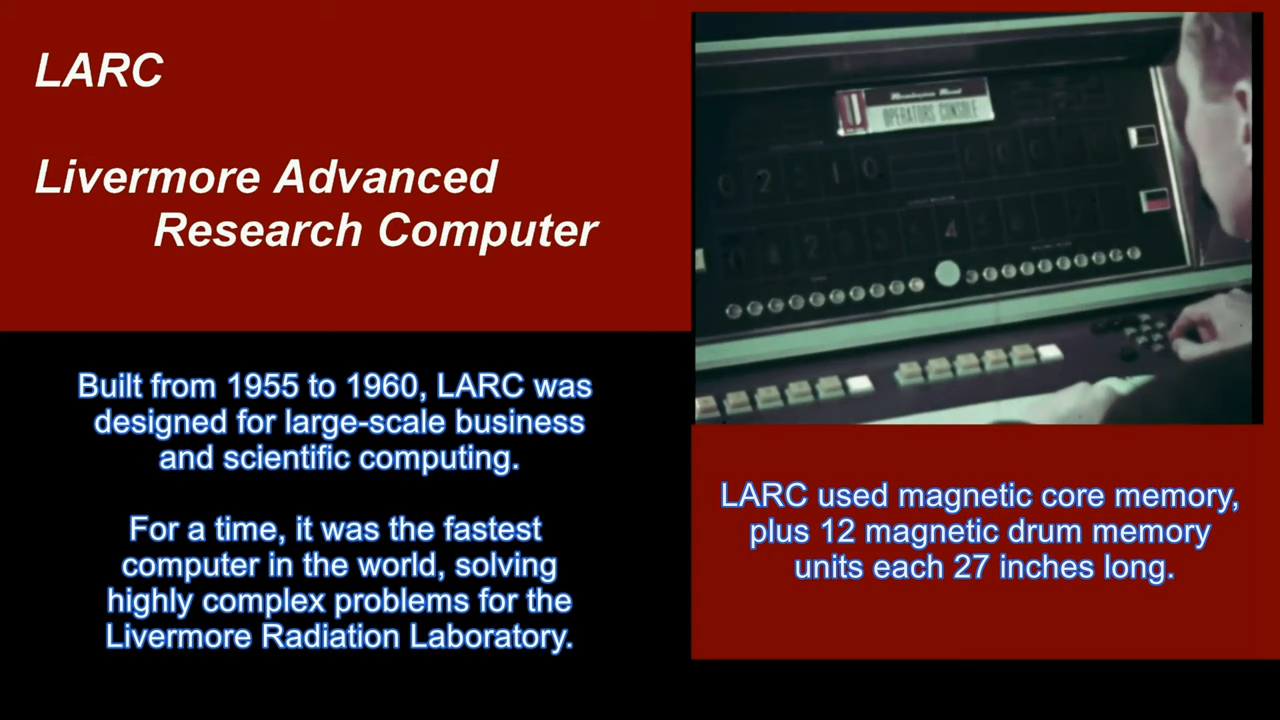 LARC
Livermore Advanced
Research Computer
Built from 1955 to 1960, LARC was
designed for large-scale business
and scientific computing.
For a time, it was the fastest
computer in the world, solving
highly complex problems for the
Livermore Radiation Laboratory.
Remington Rand
OPERATORS CONSOLE
LARC used magnetic core memory,
plus 12 magnetic drum memory
units each 27 inches long.